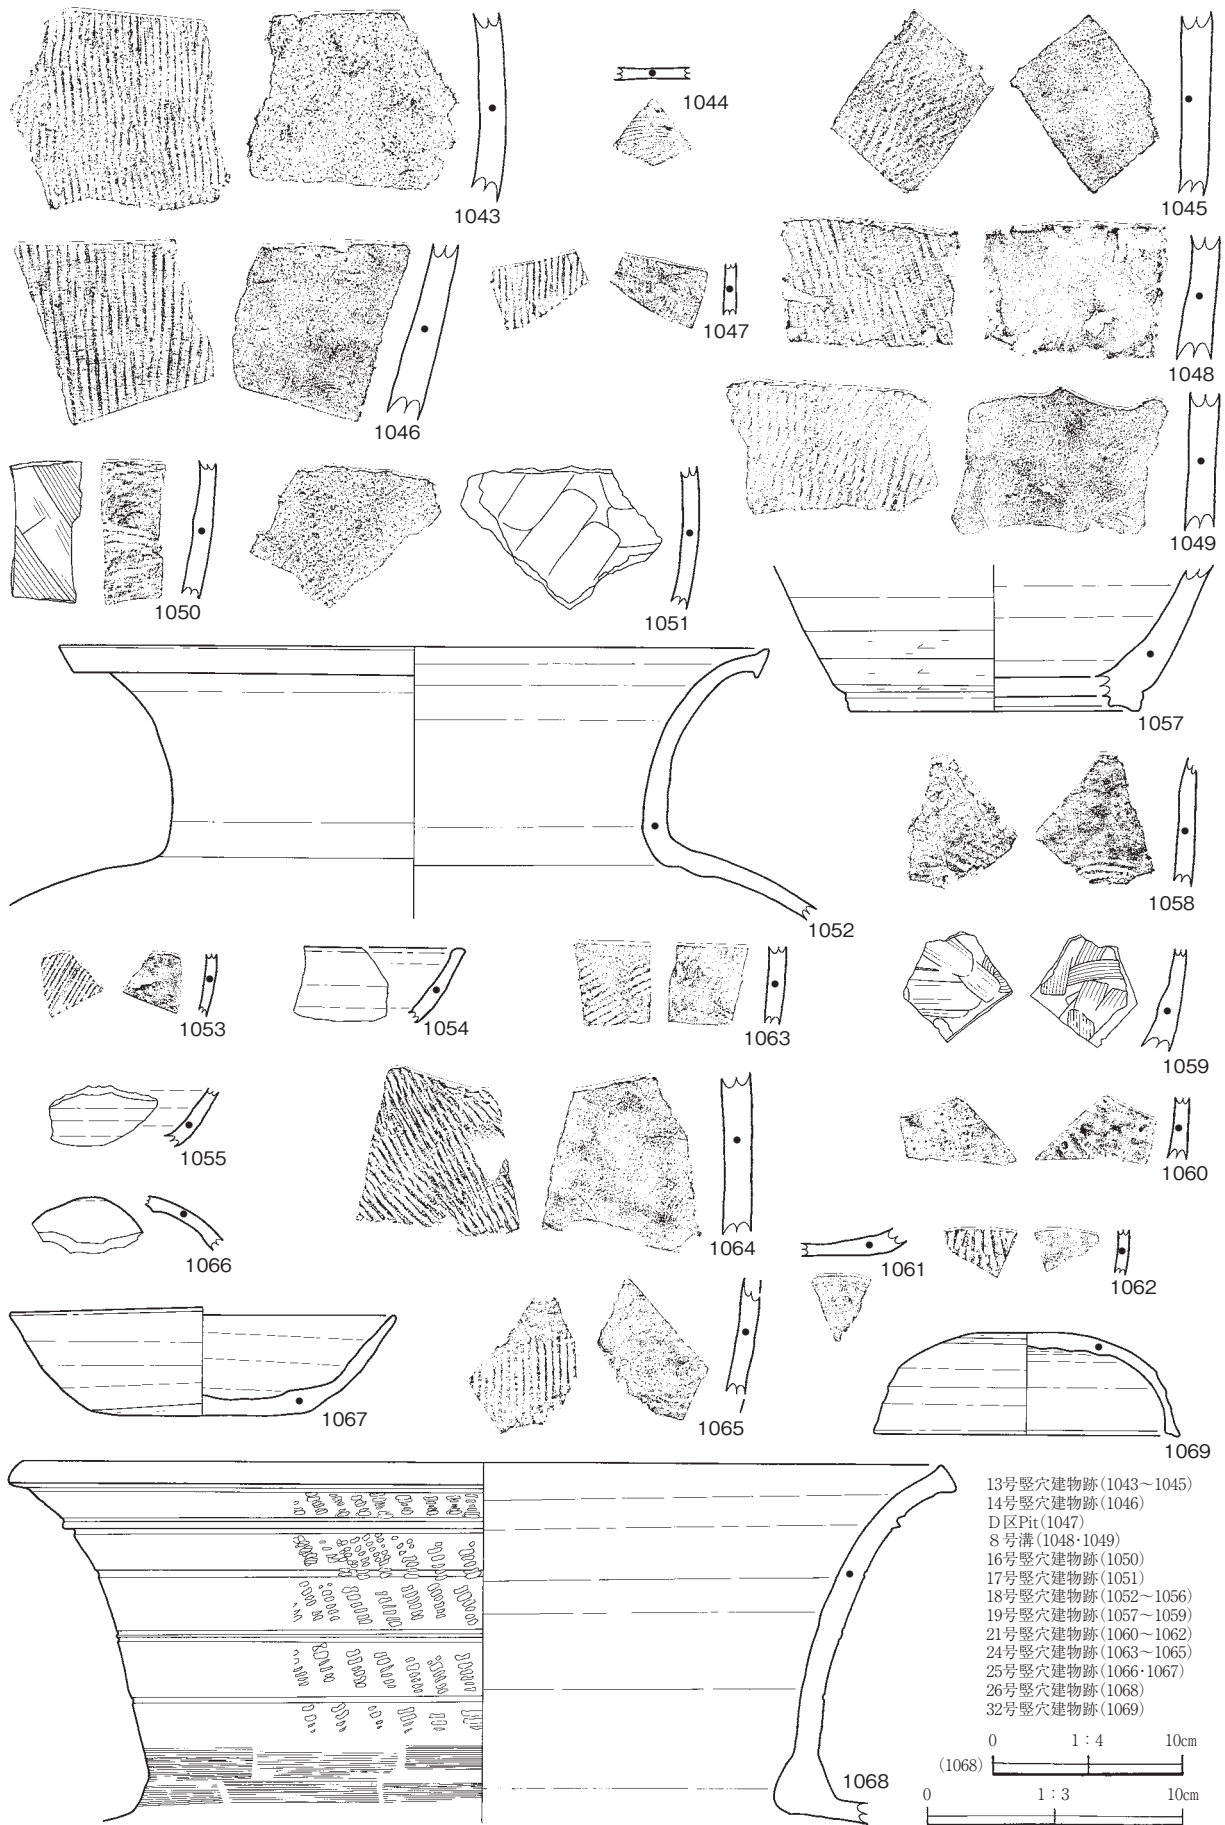 1043
1044
1045
1046
1047
1048
1049
1050
1051
1057
1052
1058
1053
1054
1063
1059
1055
1064
1060
1066
1061
1062
1067
1065
1069
1068
13号竪穴建物跡(1043～1045)
14号竪穴建物跡(1046)
D区Pit(1047)
8号溝(1048・1049)
16号竪穴建物跡(1050)
17号竪穴建物跡(1051)
18号竪穴建物跡(1052～1056)
19号竪穴建物跡(1057～1059)
21号竪穴建物跡(1060～1062)
24号竪穴建物跡(1063～1065)
25号竪穴建物跡(1066・1067)
26号竪穴建物跡(1068)
32号竪穴建物跡(1069)
0 1：4 10cm
(1068)
0 1：3 10cm